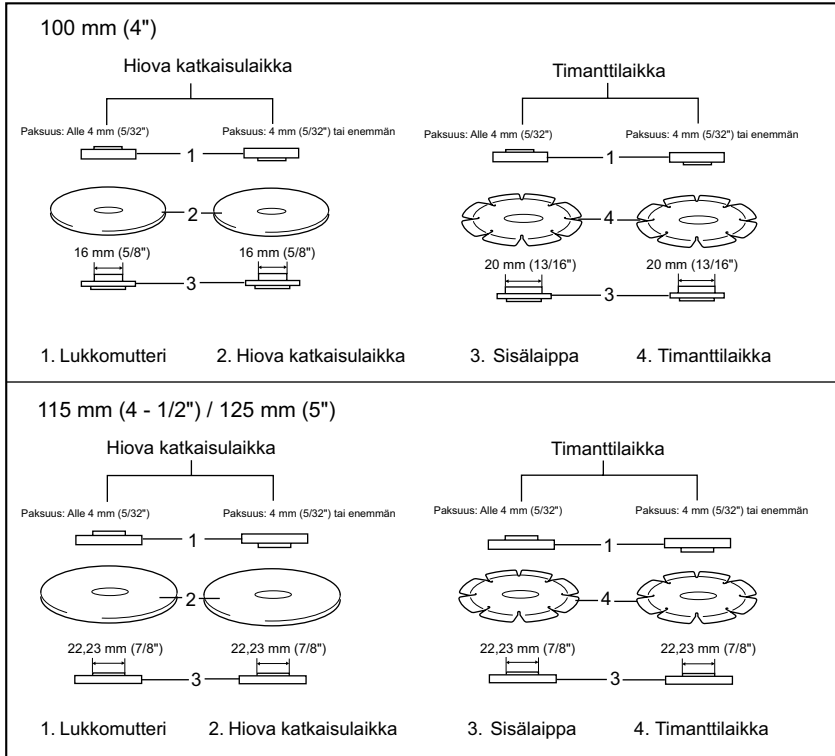 100 mm (4")
Hiova katkaisulaikka
Timanttilaikka
Paksuus: Alle 4 mm (5/32") Paksuus: 4 mm (5/32") tai enemmän
Paksuus: Alle 4 mm (5/32") Paksuus: 4 mm (5/32") tai enemmän
1
1
2
4
16 mm (5/8") 16 mm (5/8")
20 mm (13/16") 20 mm (13/16")
3
3
1. Lukkomutteri 2. Hiova katkaisulaikka 3. Sisälaippa 4. Timanttilaikka
115 mm (4 - 1/2") / 125 mm (5")
Hiova katkaisulaikka
Timanttilaikka
Paksuus: Alle 4 mm (5/32") Paksuus: 4 mm (5/32") tai enemmän
Paksuus: Alle 4 mm (5/32") Paksuus: 4 mm (5/32") tai enemmän
1
1
2
4
22,23 mm (7/8") 22,23 mm (7/8")
22,23 mm (7/8") 22,23 mm (7/8")
3
3
1. Lukkomutteri 2. Hiova katkaisulaikka 3. Sisälaippa 4. Timanttilaikka